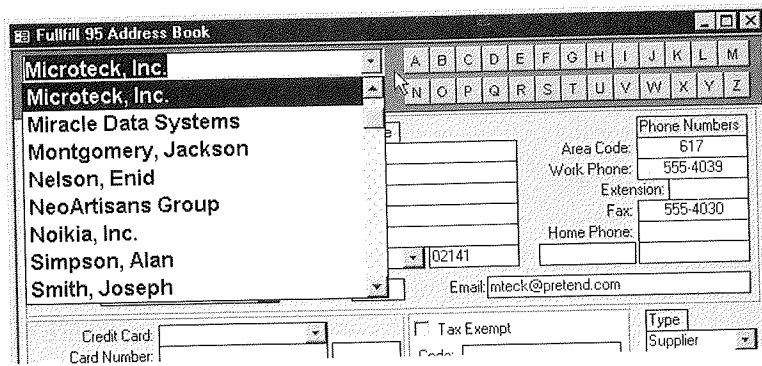 Fullfill 95 Address Book
Microteck, Inc.
A B C D E F G H I J K L M
N O P Q R S T U V W X Y Z
Microteck, Inc.
Miracle Data Systems
Montgomery, Jackson
Nelson, Enid
NeoArtisans Group
Noikia, Inc.
Simpson, Alan
Smith, Joseph
Phone Numbers
Area Code: 617
Work Phone: 555-4039
Extension:
Fax: 555-4030
Home Phone:
02141
Email: mteck@pretend.com
Credit Card:
Card Number:
Tax Exempt
Code:
Type
Supplier